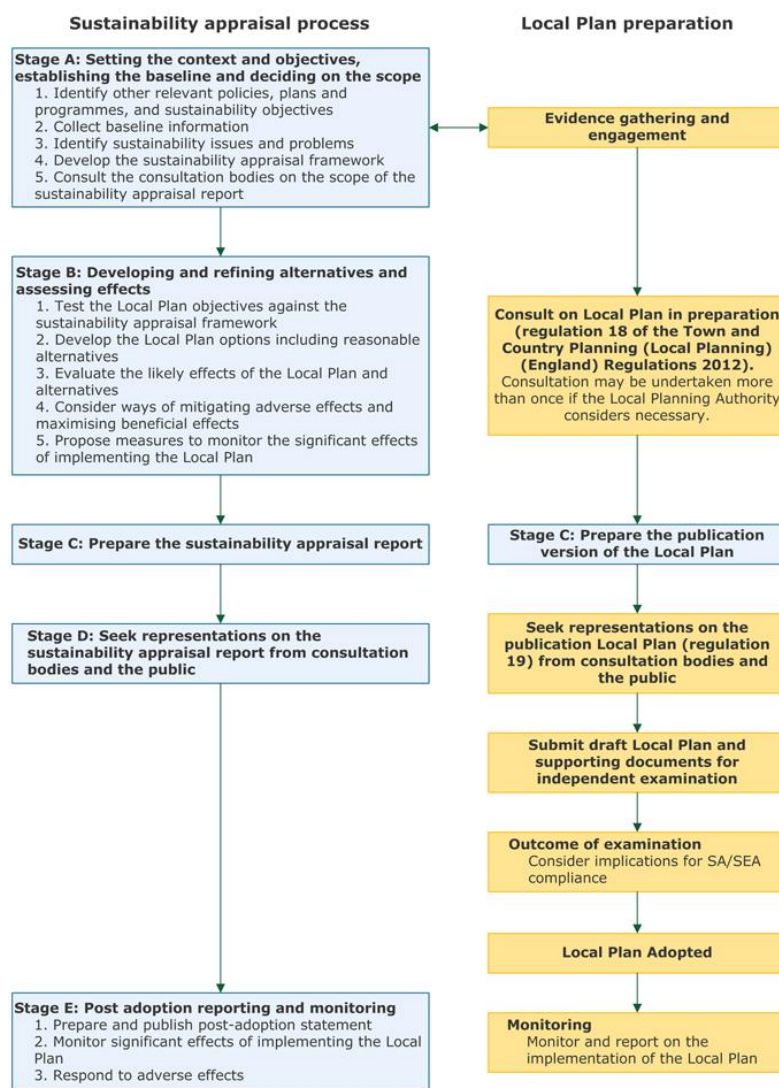 Sustainability appraisal process
Local Plan preparation
Stage A: Setting the context and objectives,
establishing the baseline and deciding on the scope
1. Identify other relevant policies, plans and
programmes, and sustainability objectives
2. Collect baseline information
3. Identify sustainability issues and problems
4. Develop the sustainability appraisal framework
5. Consult the consultation bodies on the scope of the
sustainability appraisal report
Evidence gathering and
engagement
Stage B: Developing and refining alternatives and
assessing effects
1. Test the Local Plan objectives against the
sustainability appraisal framework
2. Develop the Local Plan options including reasonable
alternatives
3. Evaluate the likely effects of the Local Plan and
alternatives
4. Consider ways of mitigating adverse effects and
maximising beneficial effects
5. Propose measures to monitor the significant effects
of implementing the Local Plan
Consult on Local Plan in preparation
(regulation 18 of the Town and
Country Planning (Local Planning)
(England) Regulations 2012).
Consultation may be undertaken more
than once if the Local Planning Authority
considers necessary.
Stage C: Prepare the sustainability appraisal report
Stage C: Prepare the publication
version of the Local Plan
Stage D: Seek representations on the
sustainability appraisal report from consultation
bodies and the public
Seek representations on the
publication Local Plan (regulation
19) from consultation bodies and
the public
Submit draft Local Plan and
supporting documents for
independent examination
Outcome of examination
Consider implications for SA/SEA
compliance
Local Plan Adopted
Stage E: Post adoption reporting and monitoring
1. Prepare and publish post-adoption statement
2. Monitor significant effects of implementing the Local
Plan
3. Respond to adverse effects
Monitoring
Monitor and report on the
implementation of the Local Plan